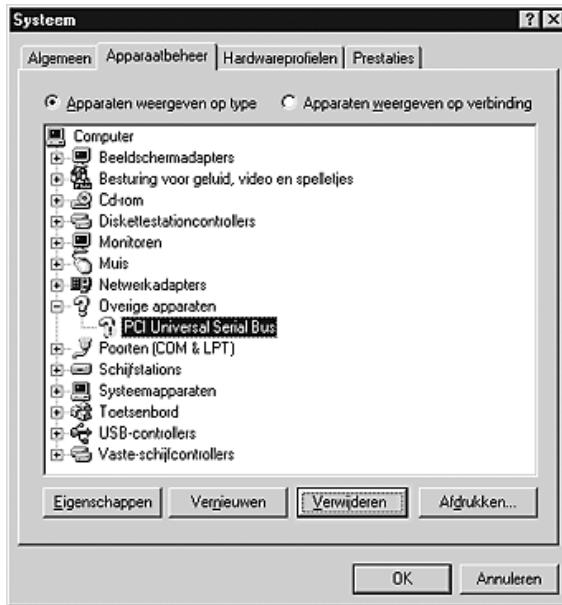 Systeem
Algemeen Apparaatbeheer Hardwareprofielen Prestaties
Apparaten weergeven op type Apparaten weergeven op verbinding
Computer
Beeldschermadapters
Besturing voor geluid, video en spelletjes
Cd-rom
Diskettestationcontrollers
Monitoren
Muis
Netwerkadapters
Overige apparaten
PCI Universal Serial Bus
Poorten (COM & LPT)
Schijfstations
Systeemapparaten
Toetsenbord
USB-controllers
Vaste-schijfcontrollers
Eigenschappen Vernieuwen Verwijderen Afdrukken...
OK Annuleren